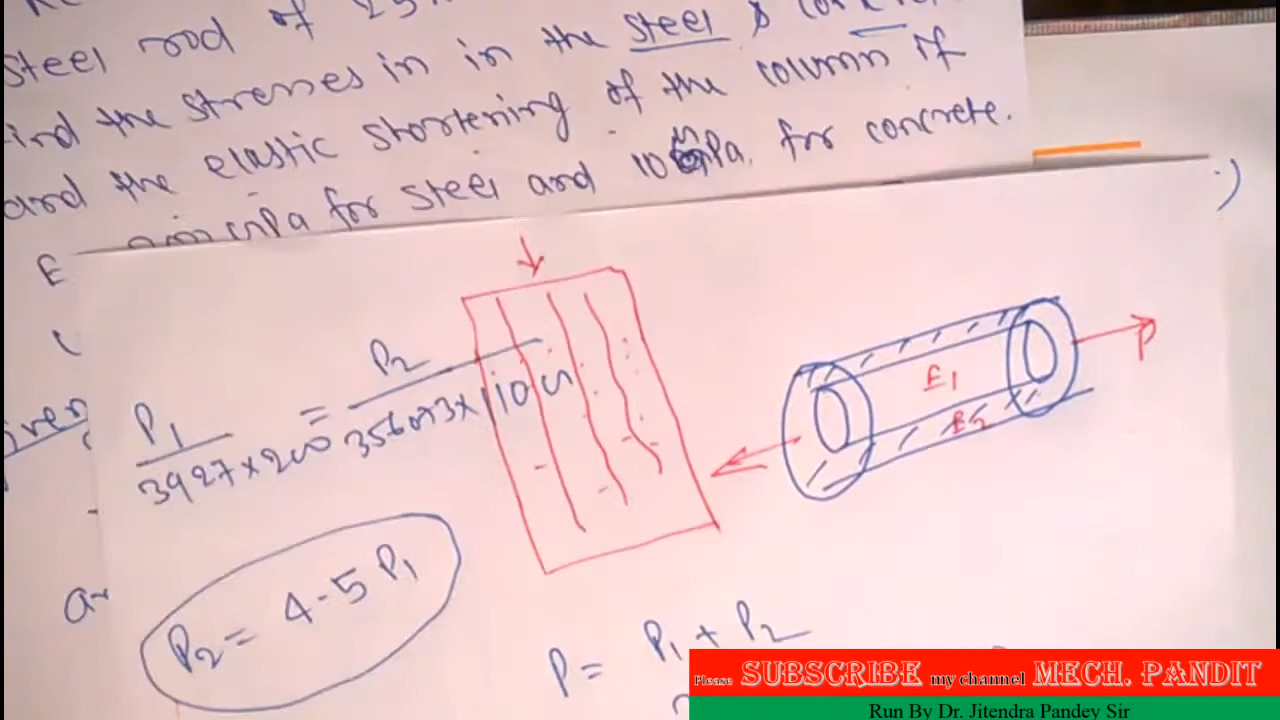 steel rod of 25
find the stresses in in the steel &
and the elastic shortening of the column if
GPa for steel and 10 GPa. for concrete.
E
P1 / 3927×200 = P2 / 356073×10
E1
E2
P
P2 = 4.5 P1
P = P1 + P2
Please SUBSCRIBE my channel MECH. PANDIT
Run By Dr. Jitendra Pandey Sir